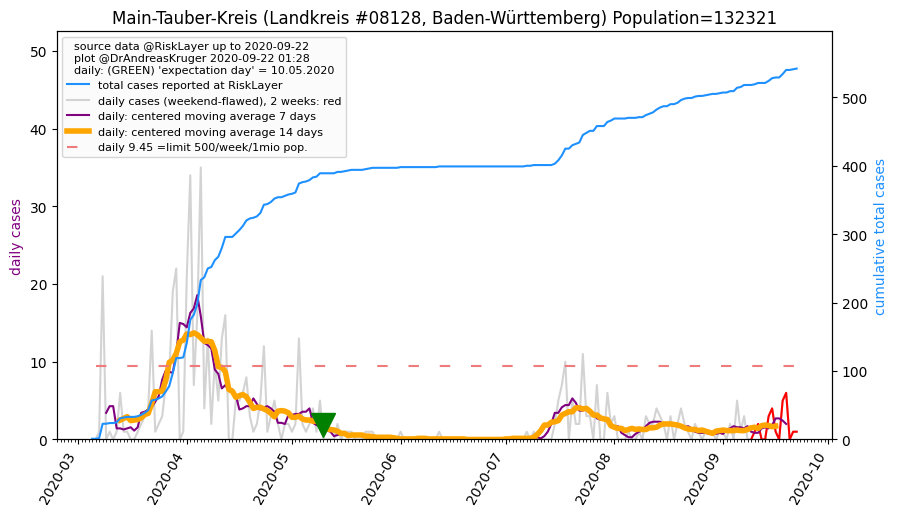 Main-Tauber-Kreis (Landkreis #08128, Baden-Württemberg) Population=132321
source data @RiskLayer up to 2020-09-22
plot @DrAndreasKruger 2020-09-22 01:28
daily: (GREEN) 'expectation day' = 10.05.2020
total cases reported at RiskLayer
daily cases (weekend-flawed), 2 weeks: red
daily: centered moving average 7 days
daily: centered moving average 14 days
daily 9.45 =limit 500/week/1mio pop.
daily cases
50
40
30
20
10
0
cumulative total cases
500
400
300
200
100
0
2020-03
2020-04
2020-05
2020-06
2020-07
2020-08
2020-09
2020-10